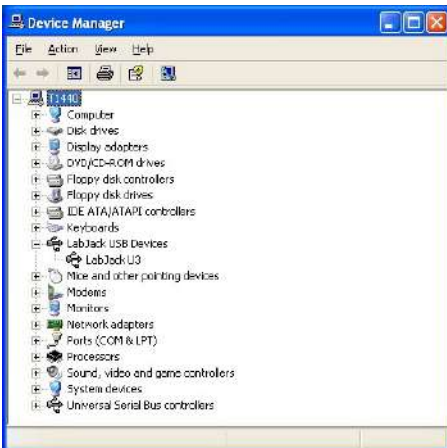 Device Manager
File Action View Help
T1440
Computer
Disk drives
Display adapters
DVD/CD-ROM drives
Floppy disk controllers
Floppy disk drives
IDE ATA/ATAPI controllers
Keyboards
LabJack USB Devices
LabJack U3
Mice and other pointing devices
Modems
Monitors
Network adapters
Ports (COM & LPT)
Processors
Sound, video and game controllers
System devices
Universal Serial Bus controllers